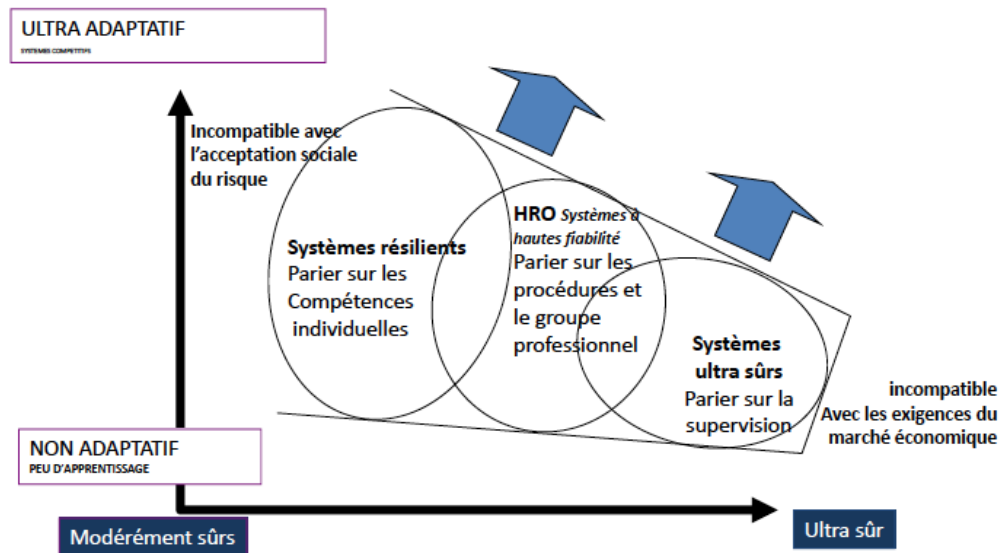 ULTRA ADAPTATIF
SYSTEMES COMPETITIFS
Incompatible avec
l'acceptation sociale
du risque
HRO Systèmes à
hautes fiabilité
Parier sur les
procédures et
le groupe
professionnel
Systèmes résilients
Parier sur les
Compétences
individuelles
Systèmes
ultra sûrs
Parier sur la
supervision
incompatible
Avec les exigences du
marché économique
NON ADAPTATIF
PEU D'APPRENTISSAGE
Modérément sûrs
Ultra sûr